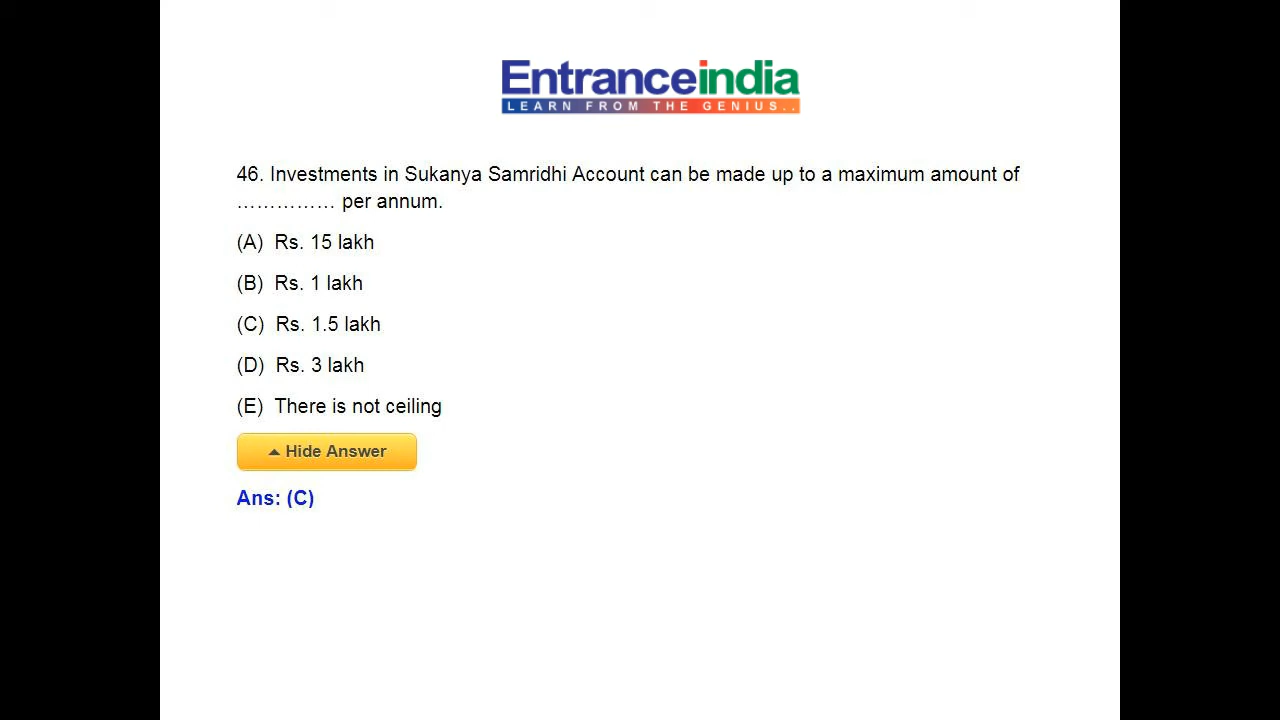 Entranceindia
LEARN FROM THE GENIUS..
46. Investments in Sukanya Samridhi Account can be made up to a maximum amount of
…………… per annum.
(A) Rs. 15 lakh
(B) Rs. 1 lakh
(C) Rs. 1.5 lakh
(D) Rs. 3 lakh
(E) There is not ceiling
Hide Answer
Ans: (C)